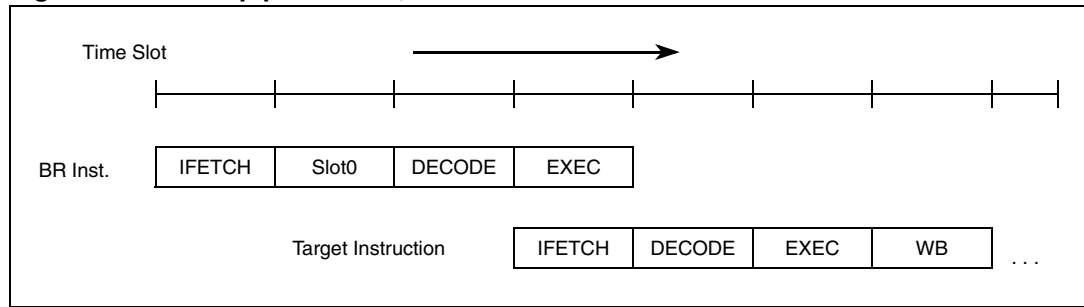 Time Slot
BR Inst. IFETCH Slot0 DECODE EXEC
Target Instruction IFETCH DECODE EXEC WB ...